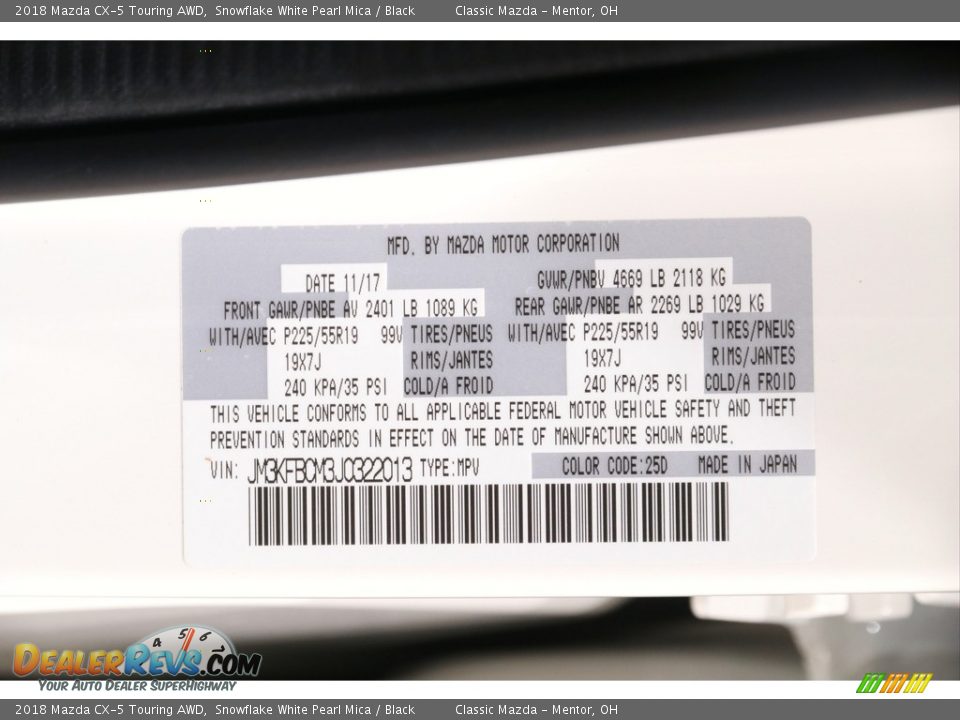 2018 Mazda CX-5 Touring AWD, Snowflake White Pearl Mica / Black Classic Mazda - Mentor, OH
MFD. BY MAZDA MOTOR CORPORATION
DATE 11/17 GVWR/PNBV 4669 LB 2118 KG
FRONT GAWR/PNBE AV 2401 LB 1089 KG REAR GAWR/PNBE AR 2269 LB 1029 KG
WITH/AVEC P225/55R19 99V TIRES/PNEUS WITH/AVEC P225/55R19 99V TIRES/PNEUS
19X7J RIMS/JANTES 19X7J RIMS/JANTES
240 KPA/35 PSI COLD/A FROID 240 KPA/35 PSI COLD/A FROID
THIS VEHICLE CONFORMS TO ALL APPLICABLE FEDERAL MOTOR VEHICLE SAFETY AND THEFT
PREVENTION STANDARDS IN EFFECT ON THE DATE OF MANUFACTURE SHOWN ABOVE.
VIN: JM3KFBCM3J0322013 TYPE:MPV COLOR CODE:25D MADE IN JAPAN
4 5 6
DEALERREVS.COM
YOUR AUTO DEALER SUPERHIGHWAY
2018 Mazda CX-5 Touring AWD, Snowflake White Pearl Mica / Black Classic Mazda - Mentor, OH